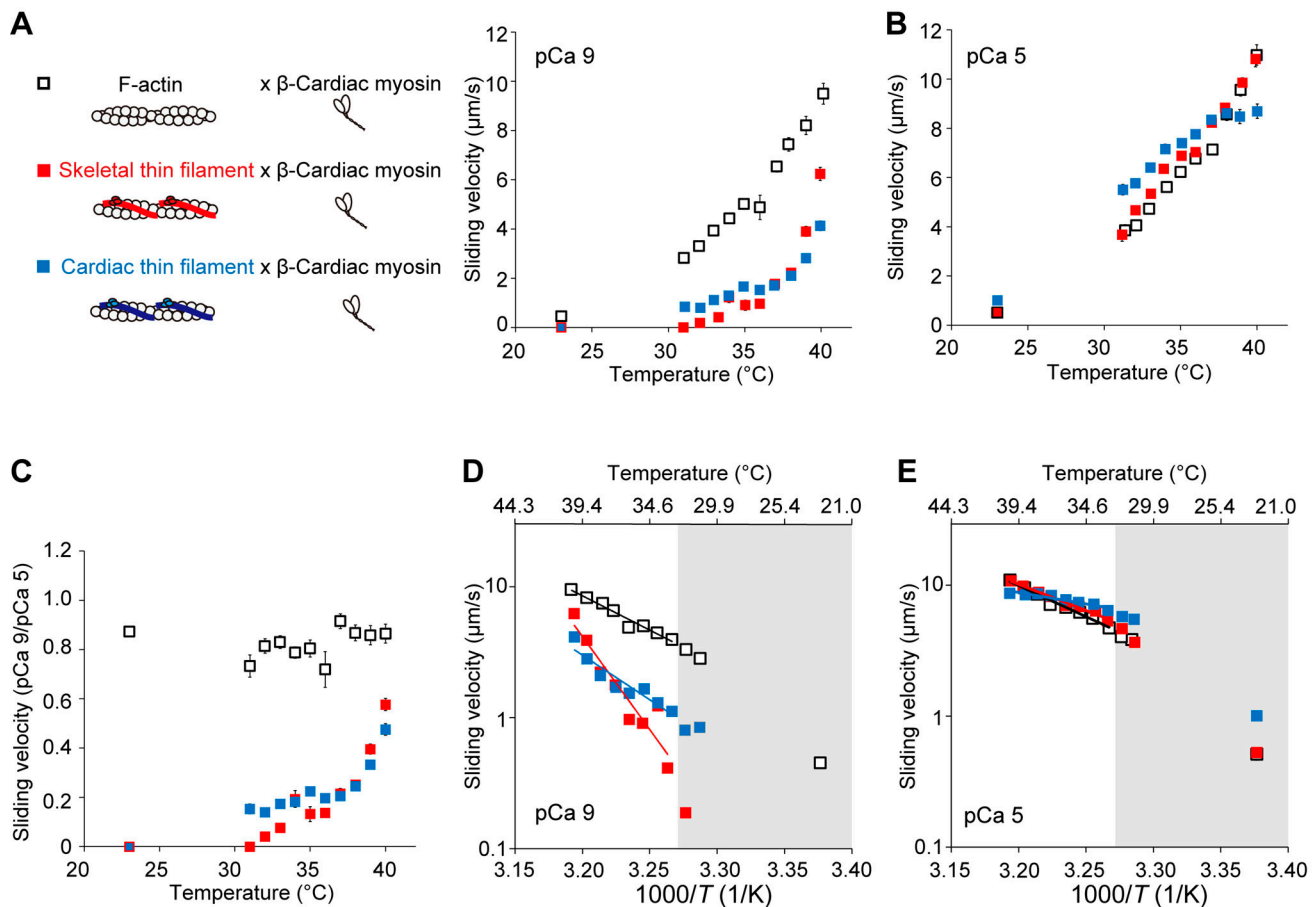 A
F-actin x β-Cardiac myosin
Skeletal thin filament x β-Cardiac myosin
Cardiac thin filament x β-Cardiac myosin
pCa 9
Sliding velocity (μm/s)
12
10
8
6
4
2
0
20 25 30 35 40
Temperature (°C)
B
pCa 5
Sliding velocity (μm/s)
12
10
8
6
4
2
0
20 25 30 35 40
Temperature (°C)
C
Sliding velocity (pCa 9/pCa 5)
1.2
1.0
0.8
0.6
0.4
0.2
0
20 25 30 35 40
Temperature (°C)
D
Temperature (°C)
44.3 39.4 34.6 29.9 25.4 21.0
Sliding velocity (μm/s)
10
1
0.1
pCa 9
3.15 3.20 3.25 3.30 3.35 3.40
1000/T (1/K)
E
Temperature (°C)
44.3 39.4 34.6 29.9 25.4 21.0
Sliding velocity (μm/s)
10
1
0.1
pCa 5
3.15 3.20 3.25 3.30 3.35 3.40
1000/T (1/K)